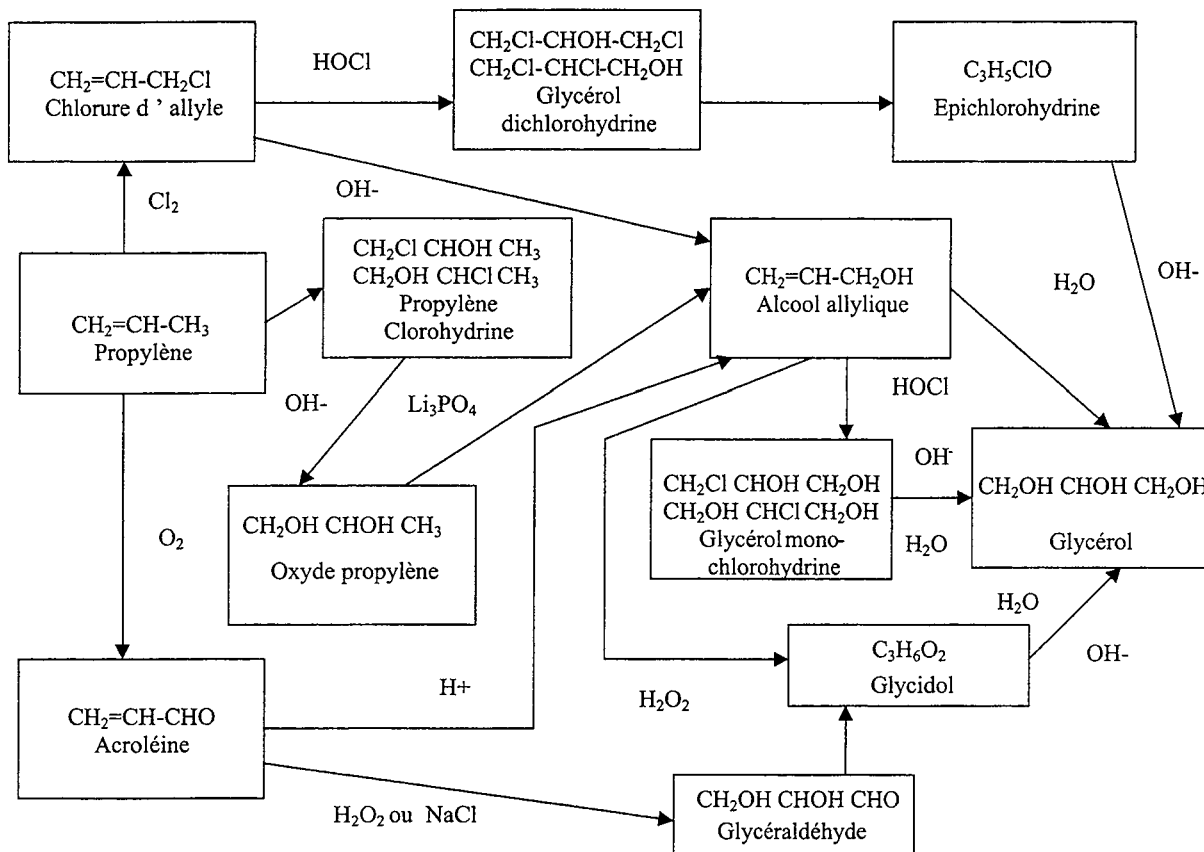 CH₂=CH-CH₂Cl
Chlorure d ’ allyle
HOCl
CH₂Cl-CHOH-CH₂Cl
CH₂Cl-CHCl-CH₂OH
Glycérol
dichlorohydrine
C₃H₅ClO
Epichlorohydrine
Cl₂
OH-
CH₂Cl CHOH CH₃
CH₂OH CHCl CH₃
Propylène
Clorohydrine
CH₂=CH-CH₂OH
Alcool allylique
H₂O
OH-
CH₂=CH-CH₃
Propylène
OH-
Li₃PO₄
HOCl
CH₂OH CHOH CH₃
Oxyde propylène
O₂
CH₂Cl CHOH CH₂OH
CH₂OH CHCl CH₂OH
Glycérol mono-
chlorohydrine
OH⁻
H₂O
CH₂OH CHOH CH₂OH
Glycérol
H₂O
OH-
CH₂=CH-CHO
Acroléine
H+
H₂O₂
C₃H₆O₂
Glycidol
H₂O₂ ou NaCl
CH₂OH CHOH CHO
Glycéraldéhyde